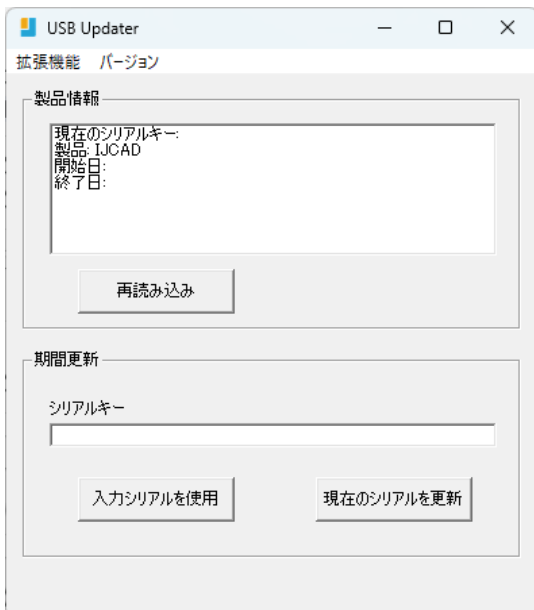 USB Updater
拡張機能 バージョン
製品情報
現在のシリアルキー:
製品: IJCAD
開始日:
終了日:
再読み込み
期間更新
シリアルキー
入力シリアルを使用
現在のシリアルを更新